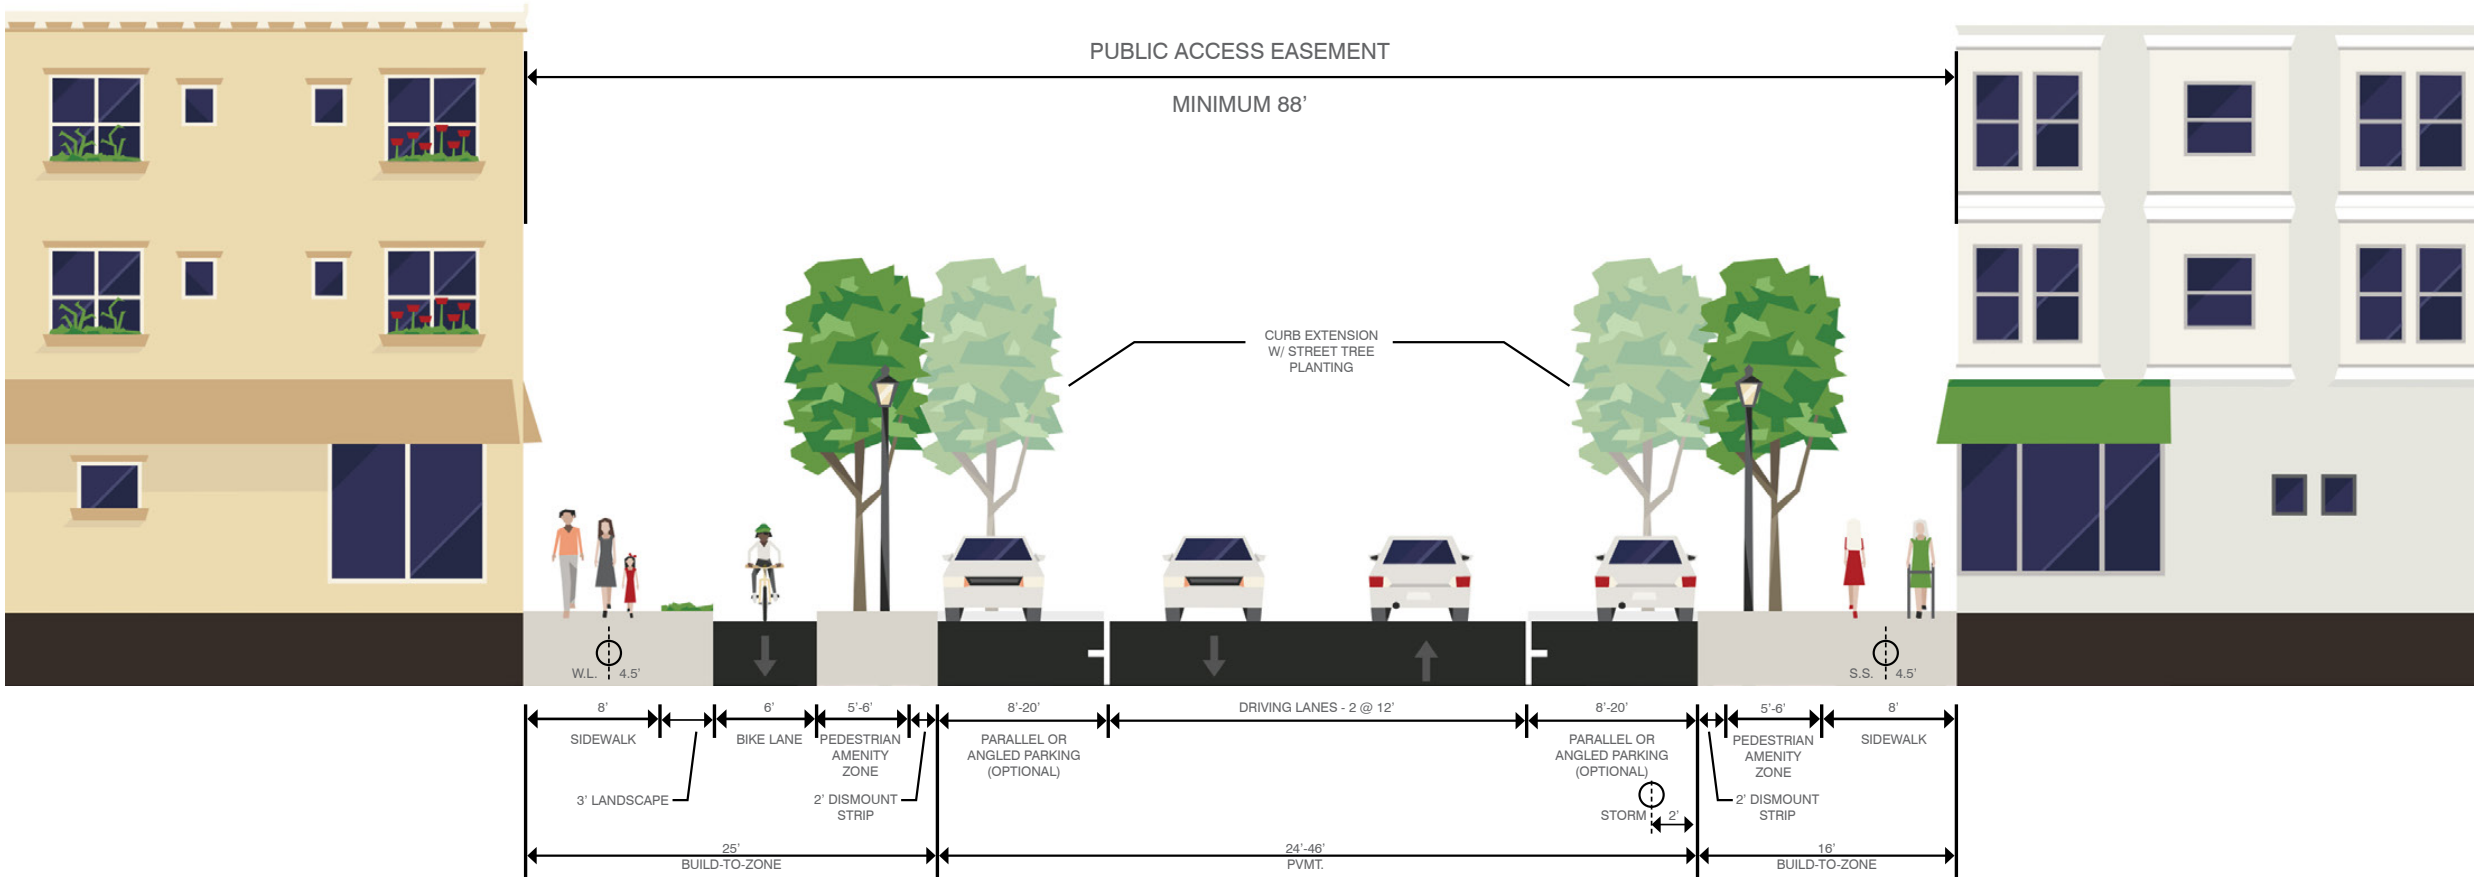 PUBLIC ACCESS EASEMENT
MINIMUM 88’
CURB EXTENSION
W/ STREET TREE
PLANTING
W.L. 4.5’
S.S. 4.5’
8’
SIDEWALK
3’ LANDSCAPE
6’
BIKE LANE
5’-6’
PEDESTRIAN
AMENITY
ZONE
2’ DISMOUNT
STRIP
8’-20’
PARALLEL OR
ANGLED PARKING
(OPTIONAL)
DRIVING LANES - 2 @ 12’
8’-20’
PARALLEL OR
ANGLED PARKING
(OPTIONAL)
STORM 2’
2’ DISMOUNT
STRIP
5’-6’
PEDESTRIAN
AMENITY
ZONE
8’
SIDEWALK
25’
BUILD-TO-ZONE
24’-46’
PVMT.
16’
BUILD-TO-ZONE